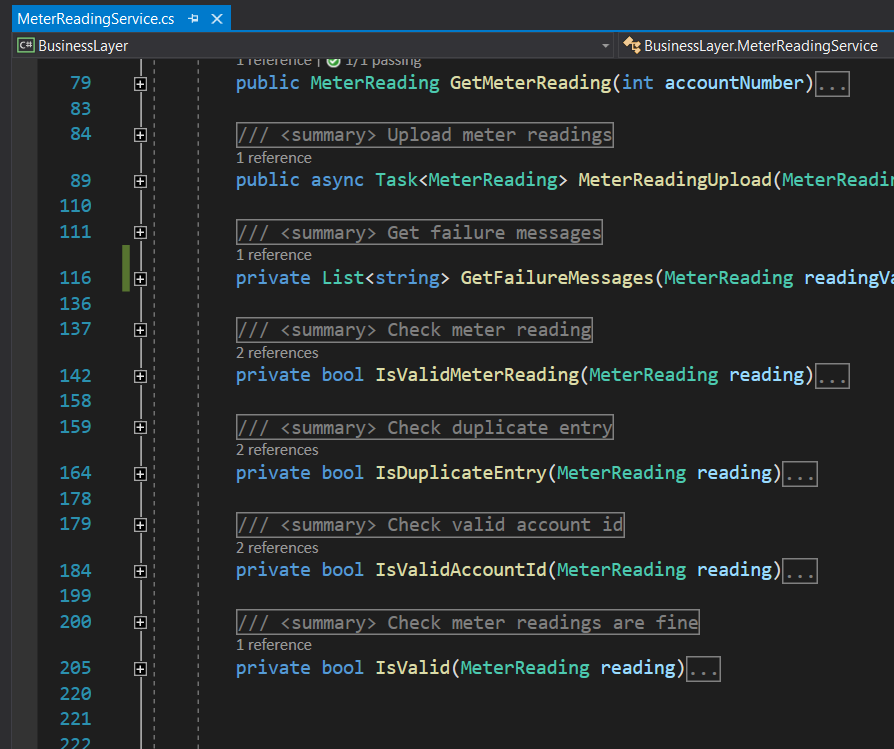 MeterReadingService.cs
C# BusinessLayer BusinessLayer.MeterReadingService
1 reference | 1/1 passing
79 public MeterReading GetMeterReading(int accountNumber)...
83
84 /// <summary> Upload meter readings
1 reference
89 public async Task<MeterReading> MeterReadingUpload(MeterReadin
110
111 /// <summary> Get failure messages
1 reference
116 private List<string> GetFailureMessages(MeterReading readingVa
136
137 /// <summary> Check meter reading
2 references
142 private bool IsValidMeterReading(MeterReading reading)...
158
159 /// <summary> Check duplicate entry
2 references
164 private bool IsDuplicateEntry(MeterReading reading)...
178
179 /// <summary> Check valid account id
2 references
184 private bool IsValidAccountId(MeterReading reading)...
199
200 /// <summary> Check meter readings are fine
1 reference
205 private bool IsValid(MeterReading reading)...
220
221
222